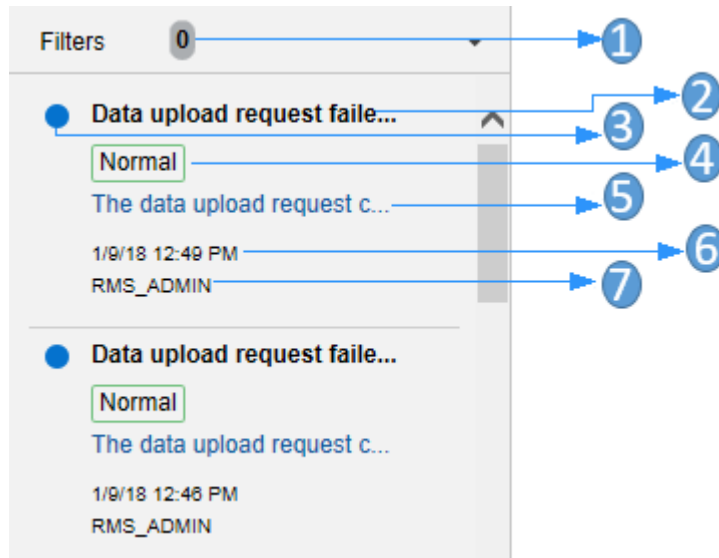 Filters 0 1
Data upload request faile... 2
3
Normal 4
The data upload request c... 5
1/9/18 12:49 PM 6
RMS_ADMIN 7
Data upload request faile...
Normal
The data upload request c...
1/9/18 12:46 PM
RMS_ADMIN